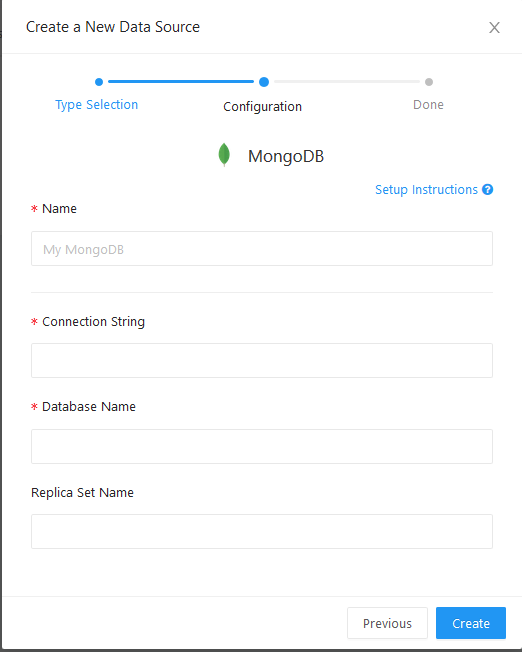 Create a New Data Source
Type Selection
Configuration
Done
MongoDB
Setup Instructions
* Name
My MongoDB
* Connection String
* Database Name
Replica Set Name
Previous
Create